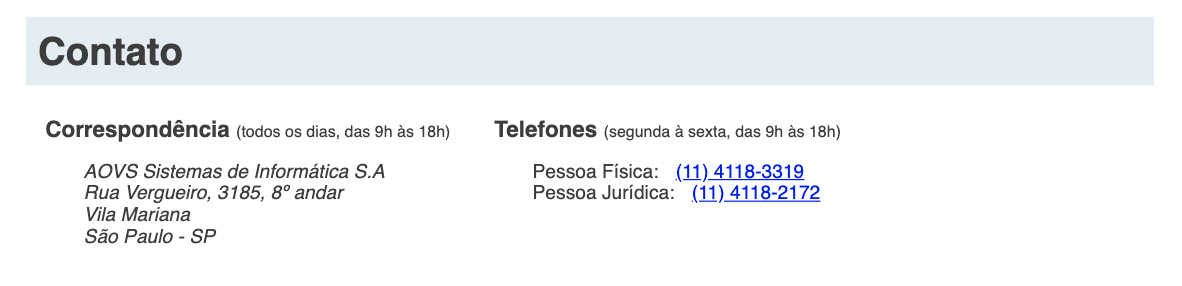 Contato
Correspondência (todos os dias, das 9h às 18h)
AOVS Sistemas de Informática S.A
Rua Vergueiro, 3185, 8º andar
Vila Mariana
São Paulo - SP
Telefones (segunda à sexta, das 9h às 18h)
Pessoa Física: (11) 4118-3319
Pessoa Jurídica: (11) 4118-2172